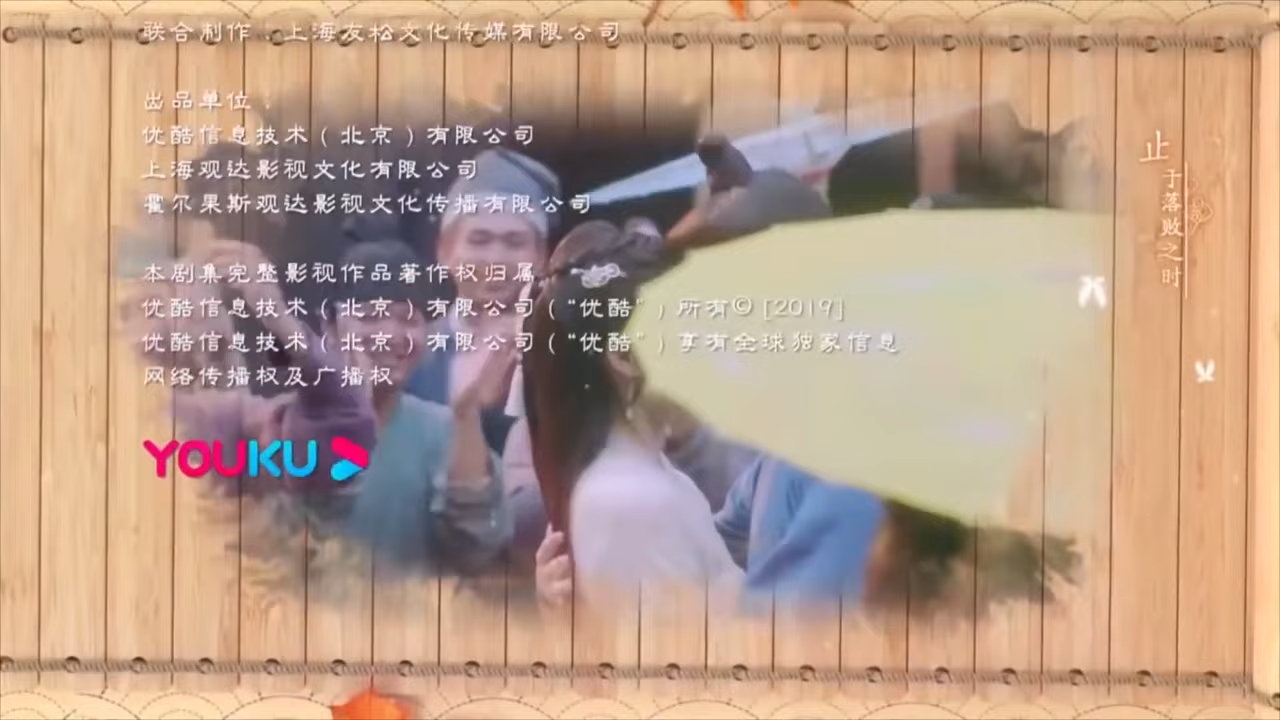 联合制作：上海友松文化传媒有限公司
出品单位：
优酷信息技术（北京）有限公司
上海观达影视文化有限公司
霍尔果斯观达影视文化传播有限公司
本剧集完整影视作品著作权归属
优酷信息技术（北京）有限公司（“优酷”）所有© [2019]
优酷信息技术（北京）有限公司（“优酷”）享有全球独家信息
网络传播权及广播权
YOUKU
止于落败之时